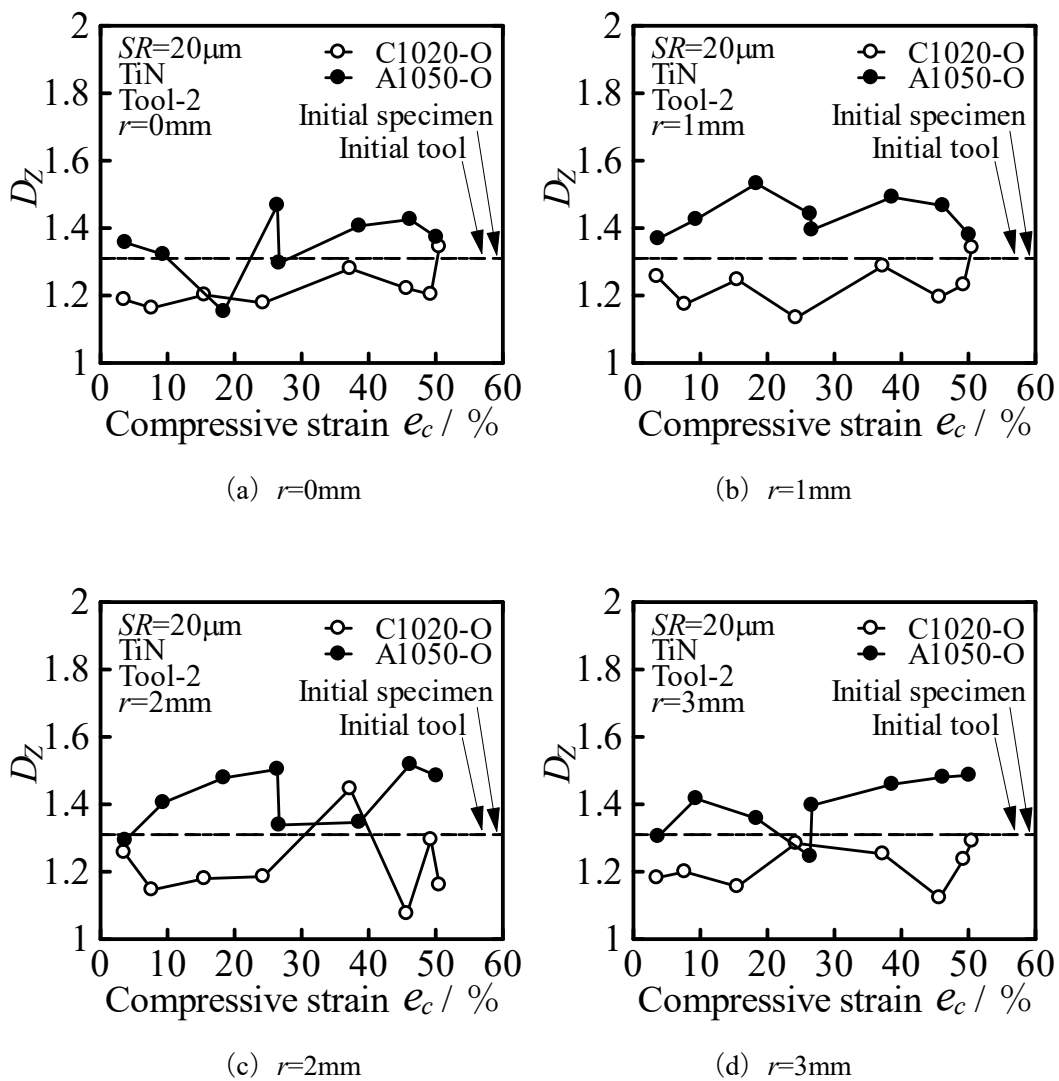 2
1.8
1.6
1.4
1.2
1
D_Z
SR=20μm
TiN
Tool-2
r=0mm
C1020-O
A1050-O
Initial specimen
Initial tool
0 10 20 30 40 50 60
Compressive strain e_c / %
(a) r=0mm
2
1.8
1.6
1.4
1.2
1
D_Z
SR=20μm
TiN
Tool-2
r=1mm
C1020-O
A1050-O
Initial specimen
Initial tool
0 10 20 30 40 50 60
Compressive strain e_c / %
(b) r=1mm
2
1.8
1.6
1.4
1.2
1
D_Z
SR=20μm
TiN
Tool-2
r=2mm
C1020-O
A1050-O
Initial specimen
Initial tool
0 10 20 30 40 50 60
Compressive strain e_c / %
(c) r=2mm
2
1.8
1.6
1.4
1.2
1
D_Z
SR=20μm
TiN
Tool-2
r=3mm
C1020-O
A1050-O
Initial specimen
Initial tool
0 10 20 30 40 50 60
Compressive strain e_c / %
(d) r=3mm